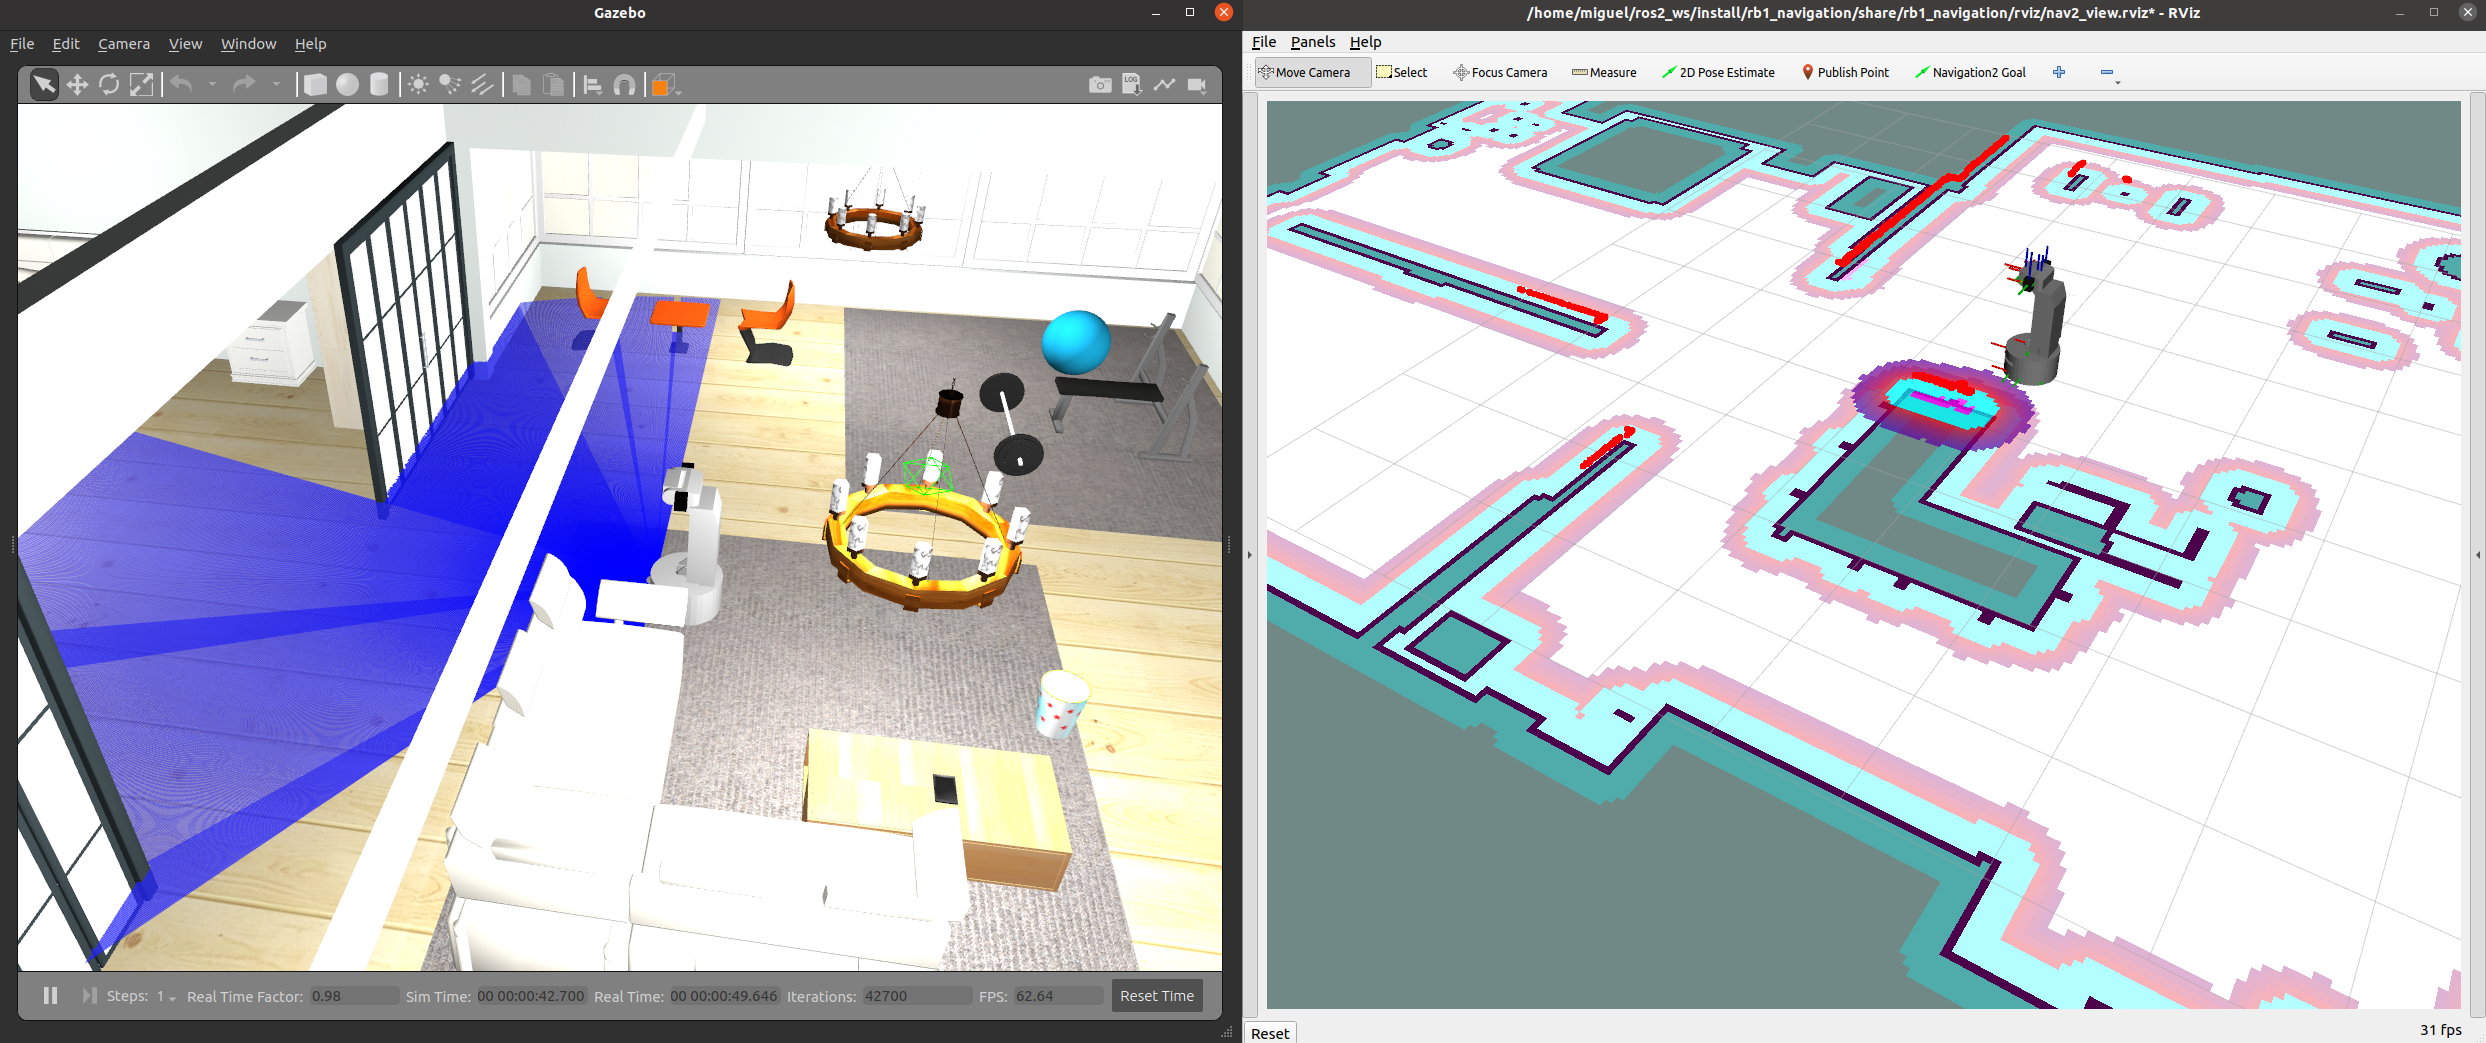 Gazebo
File Edit Camera View Window Help
LOG
Steps: 1 Real Time Factor: 0.98 Sim Time: 00 00:00:42.700 Real Time: 00 00:00:49.646 Iterations: 42700 FPS: 62.64 Reset Time
/home/miguel/ros2_ws/install/rb1_navigation/share/rb1_navigation/rviz/nav2_view.rviz* - RViz
File Panels Help
Move Camera Select Focus Camera Measure 2D Pose Estimate Publish Point Navigation2 Goal
Reset 31 fps